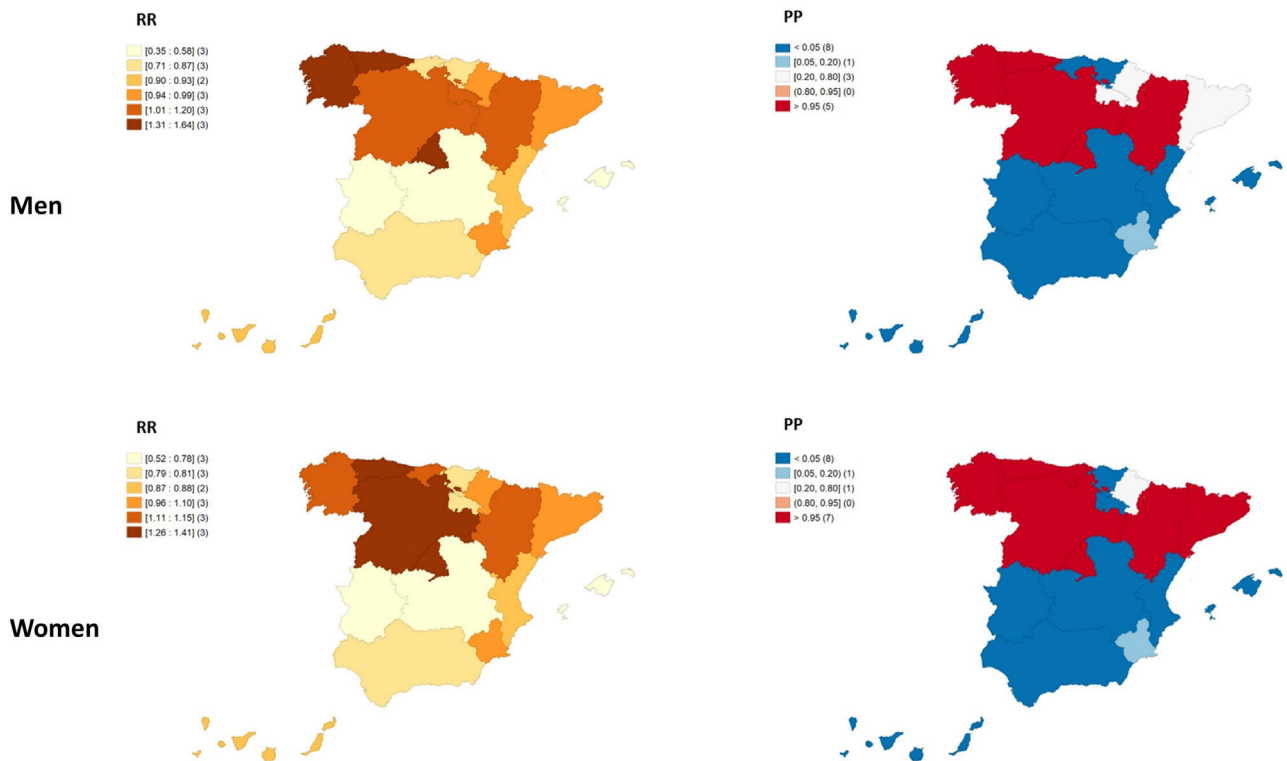 RR
[0.35 : 0.58] (3)
[0.71 : 0.87] (3)
[0.90 : 0.93] (2)
[0.94 : 0.99] (3)
[1.01 : 1.20] (3)
[1.31 : 1.64] (3)
PP
< 0.05 (8)
[0.05, 0.20) (1)
[0.20, 0.80] (3)
(0.80, 0.95] (0)
> 0.95 (5)
Men
RR
[0.52 : 0.78] (3)
[0.79 : 0.81] (3)
[0.87 : 0.88] (2)
[0.96 : 1.10] (3)
[1.11 : 1.15] (3)
[1.26 : 1.41] (3)
PP
< 0.05 (8)
[0.05, 0.20) (1)
[0.20, 0.80] (1)
(0.80, 0.95] (0)
> 0.95 (7)
Women